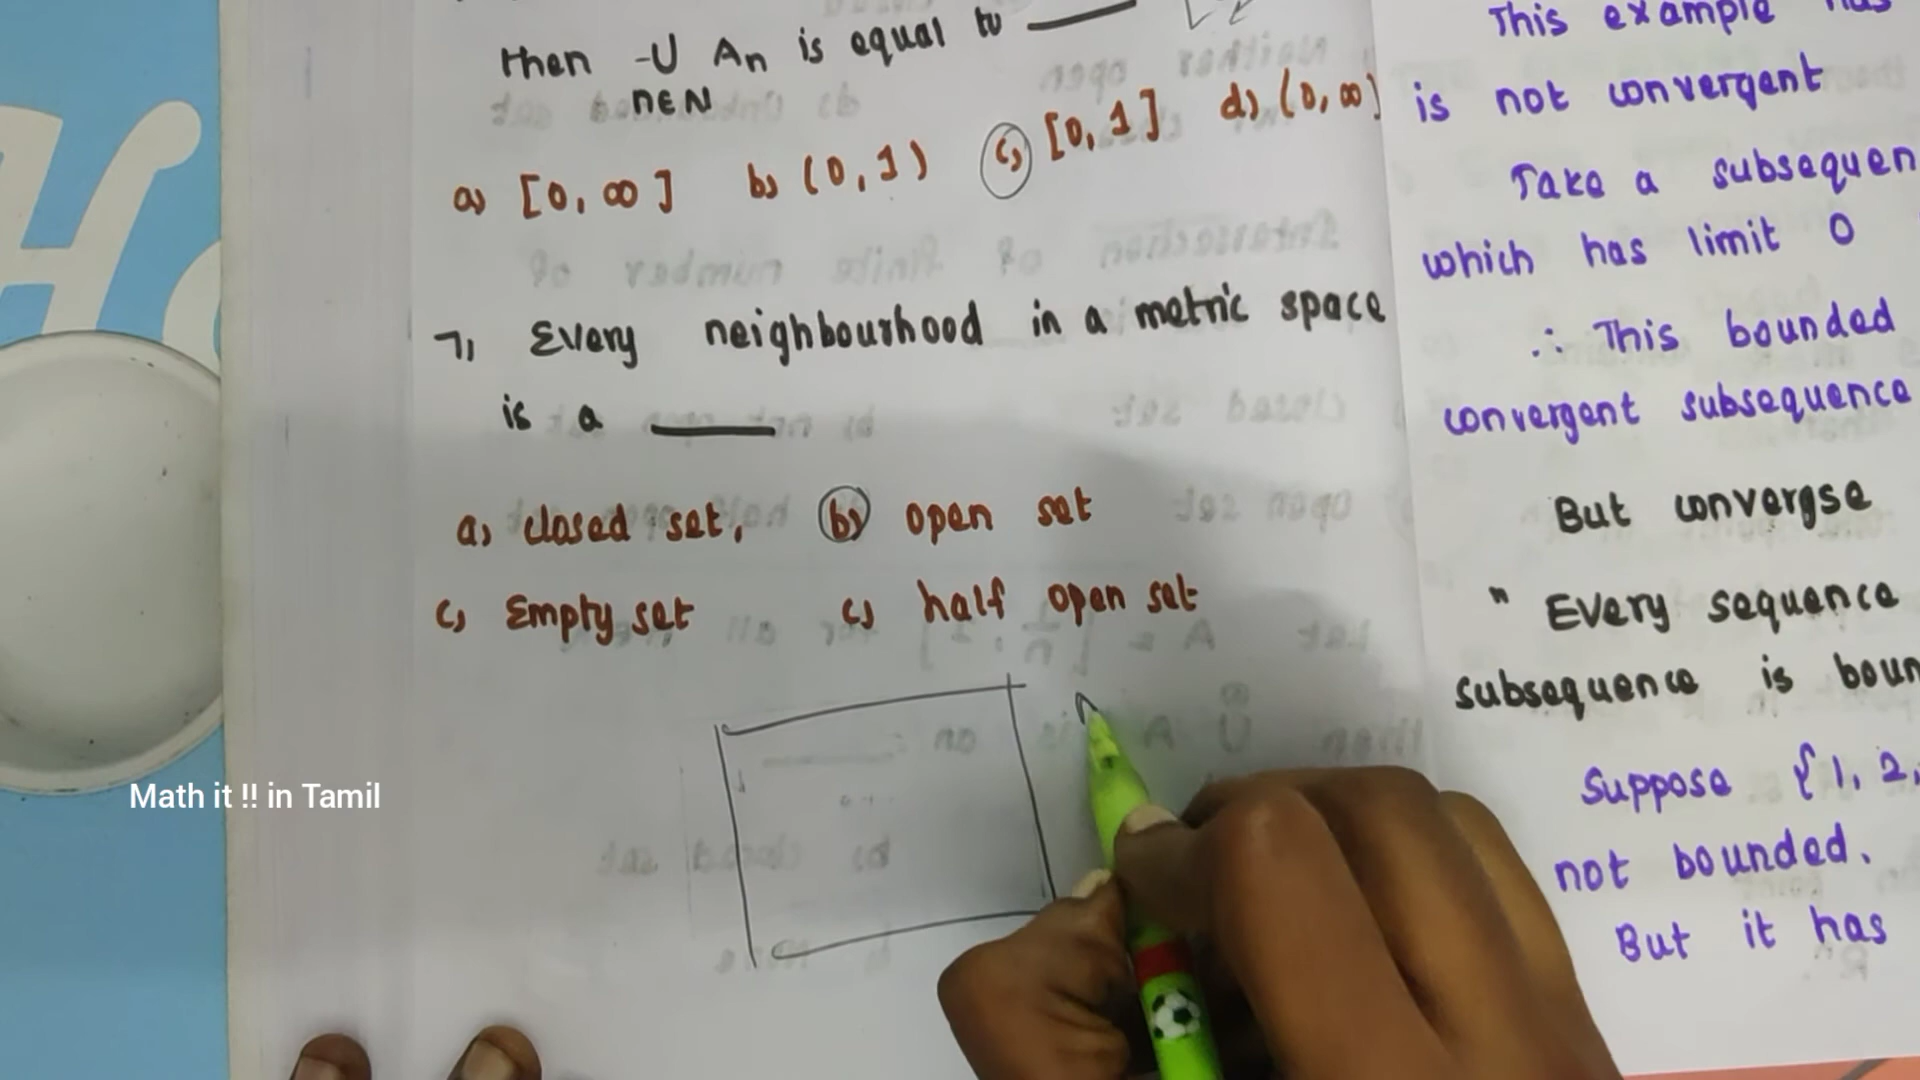 then -U An is equal to
n∈N
a) [0, ∞] b) (0, 1) c) [0, 1] d) (0, ∞)
7) Every neighbourhood in a metric space
is a
a) closed set, b) open set
c) Empty set c) half open set
Math it !! in Tamil
This example has
is not convergent
Take a subsequen
which has limit 0
∴ This bounded
convergent subsequence
But convergse
" Every sequence
subsequence is boun
Suppose {1, 2,
not bounded.
But it has